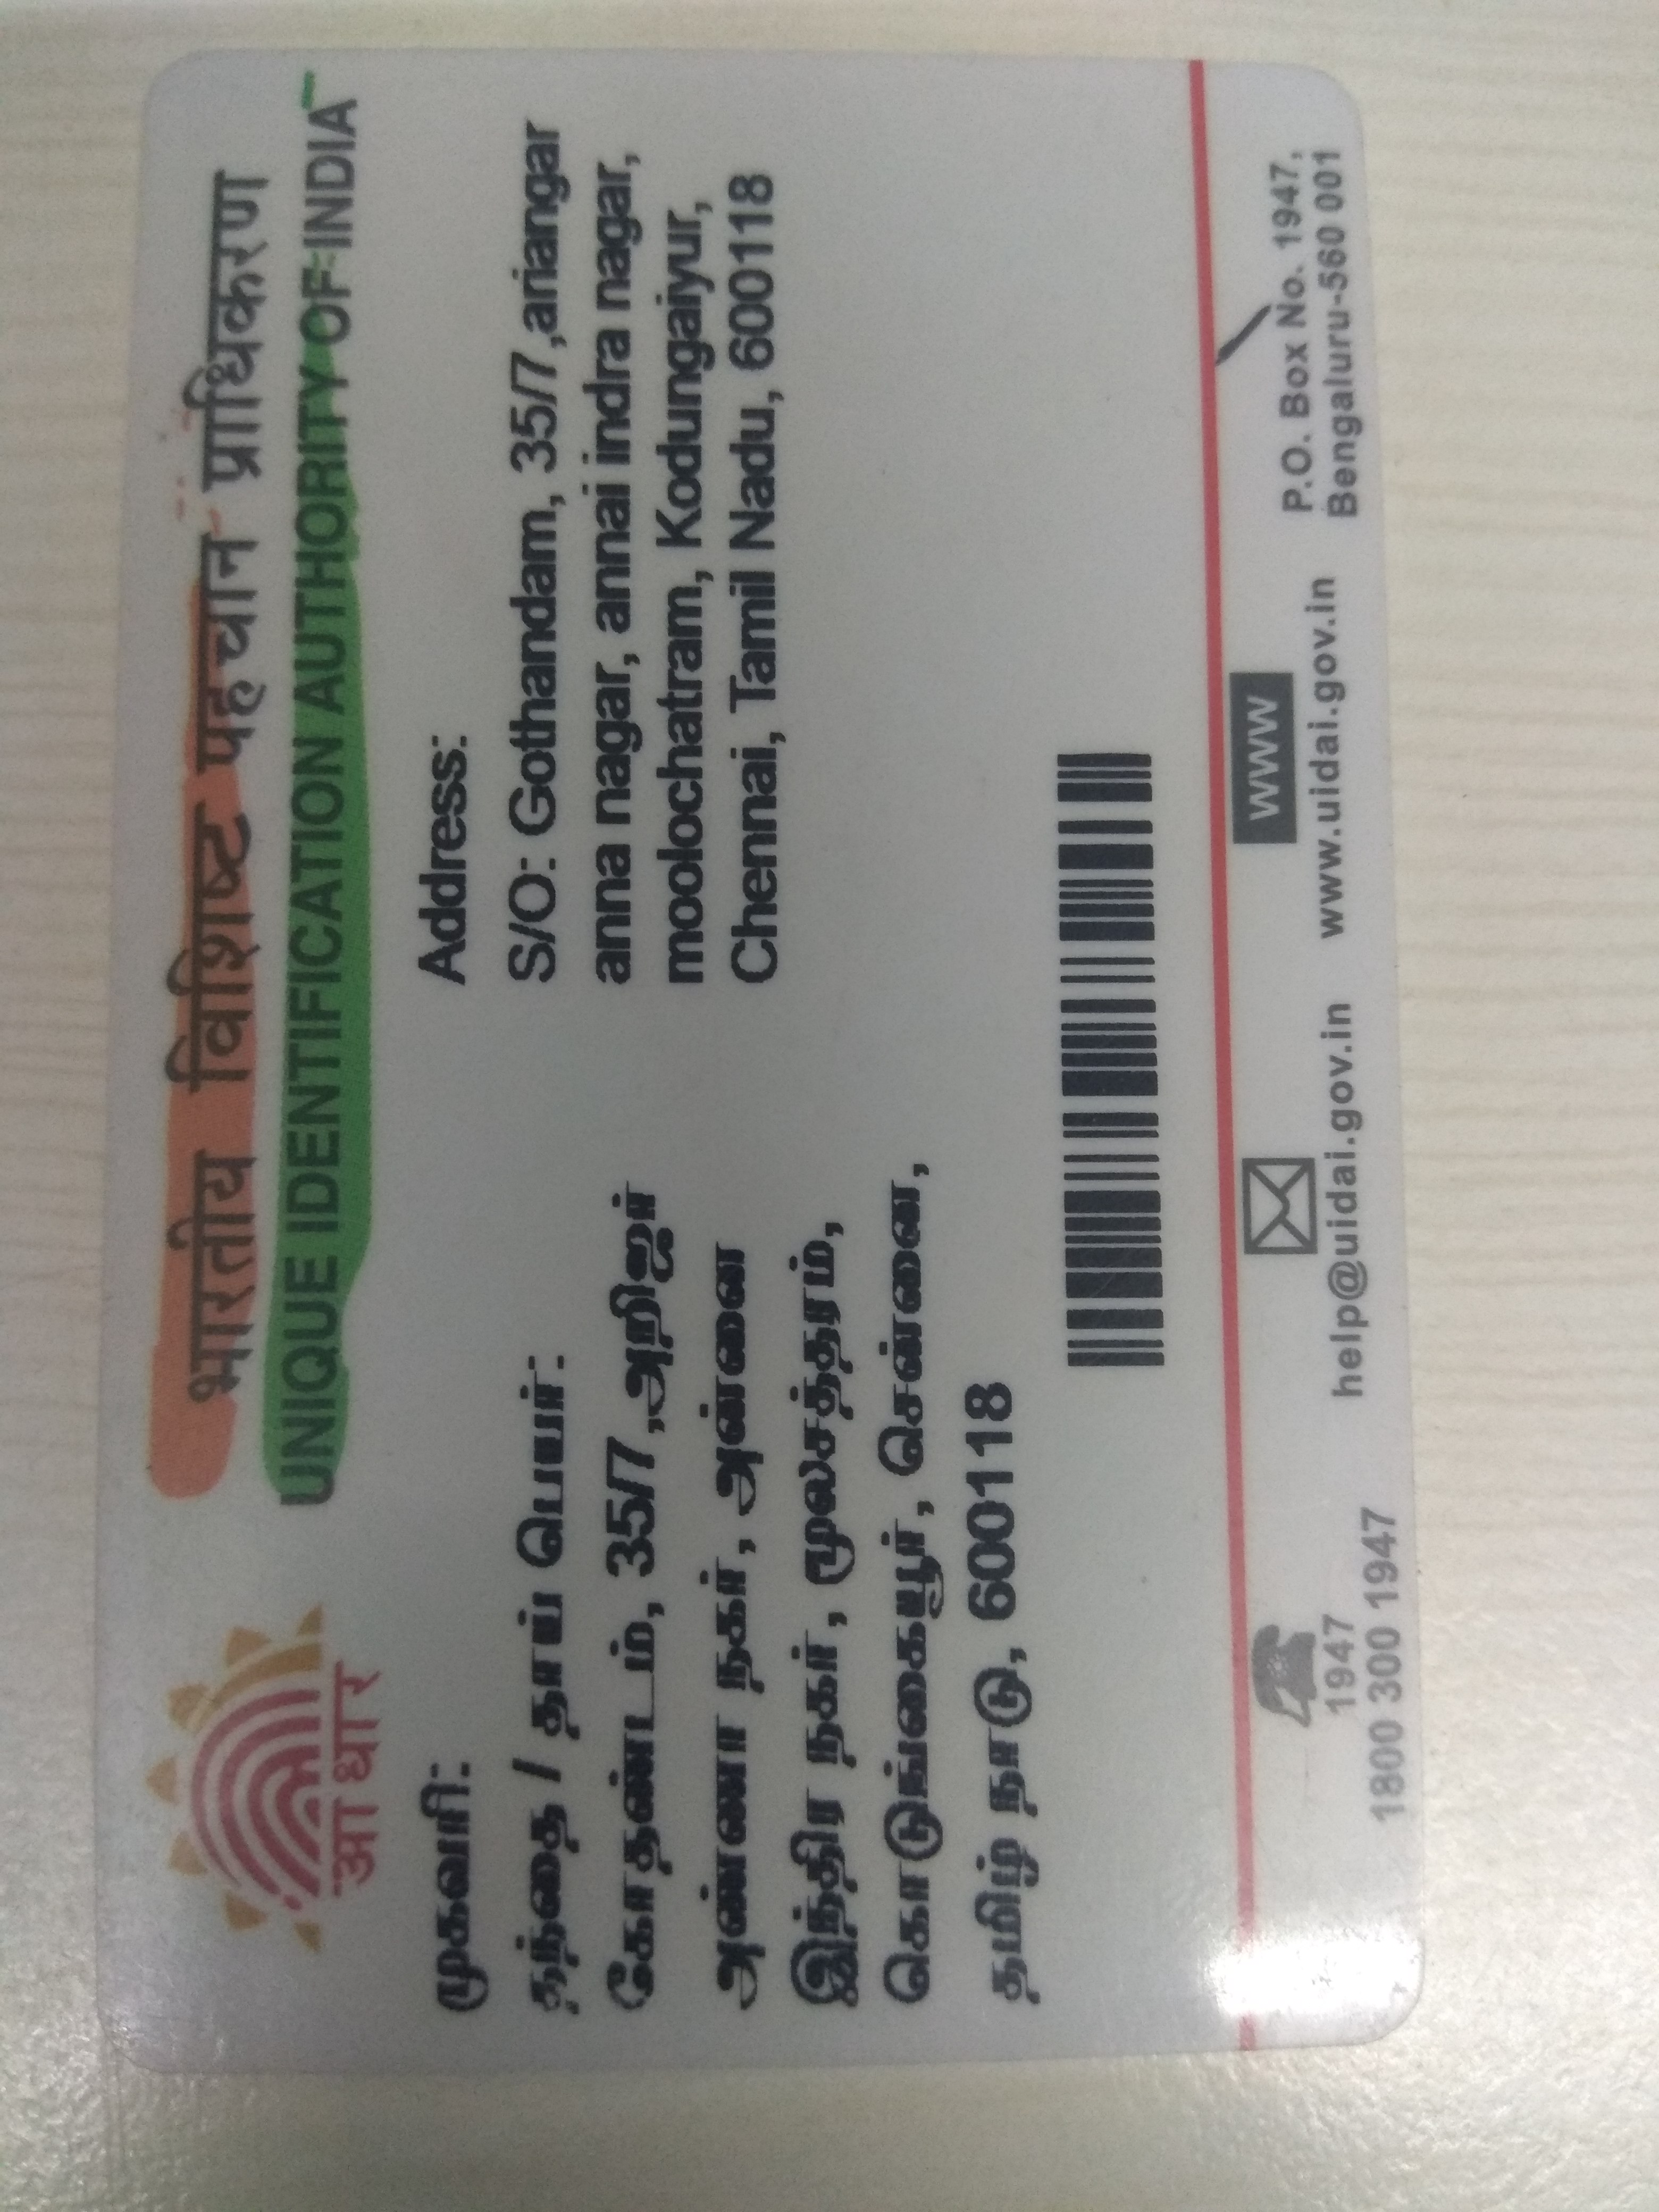 आधार
भारतीय विशिष्ट पहचान प्राधिकरण
UNIQUE IDENTIFICATION AUTHORITY OF INDIA
முகவரி:
தந்தை / தாய் பெயர்:
கோதண்டம், 35/7,அறிஞர்
அண்ணா நகர், அன்னை
இந்திர நகர், மூலசத்தரம்,
கொடுங்கையூர், சென்னை,
தமிழ் நாடு, 600118
Address:
S/O: Gothandam, 35/7,ariangar
anna nagar, annai indra nagar,
moolochatram, Kodungaiyur,
Chennai, Tamil Nadu, 600118
1947
1800 300 1947
help@uidai.gov.in
WWW
www.uidai.gov.in
P.O. Box No. 1947,
Bengaluru-560 001